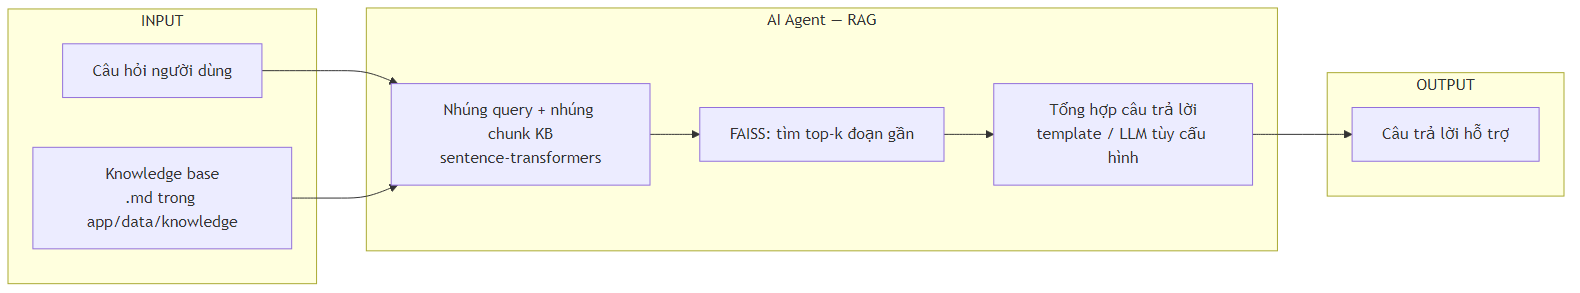 INPUT
Câu hỏi người dùng
Knowledge base
.md trong
app/data/knowledge
AI Agent — RAG
Nhúng query + nhúng
chunk KB
sentence-transformers
FAISS: tìm top-k đoạn gần
Tổng hợp câu trả lời
template / LLM tùy cấu
hình
OUTPUT
Câu trả lời hỗ trợ